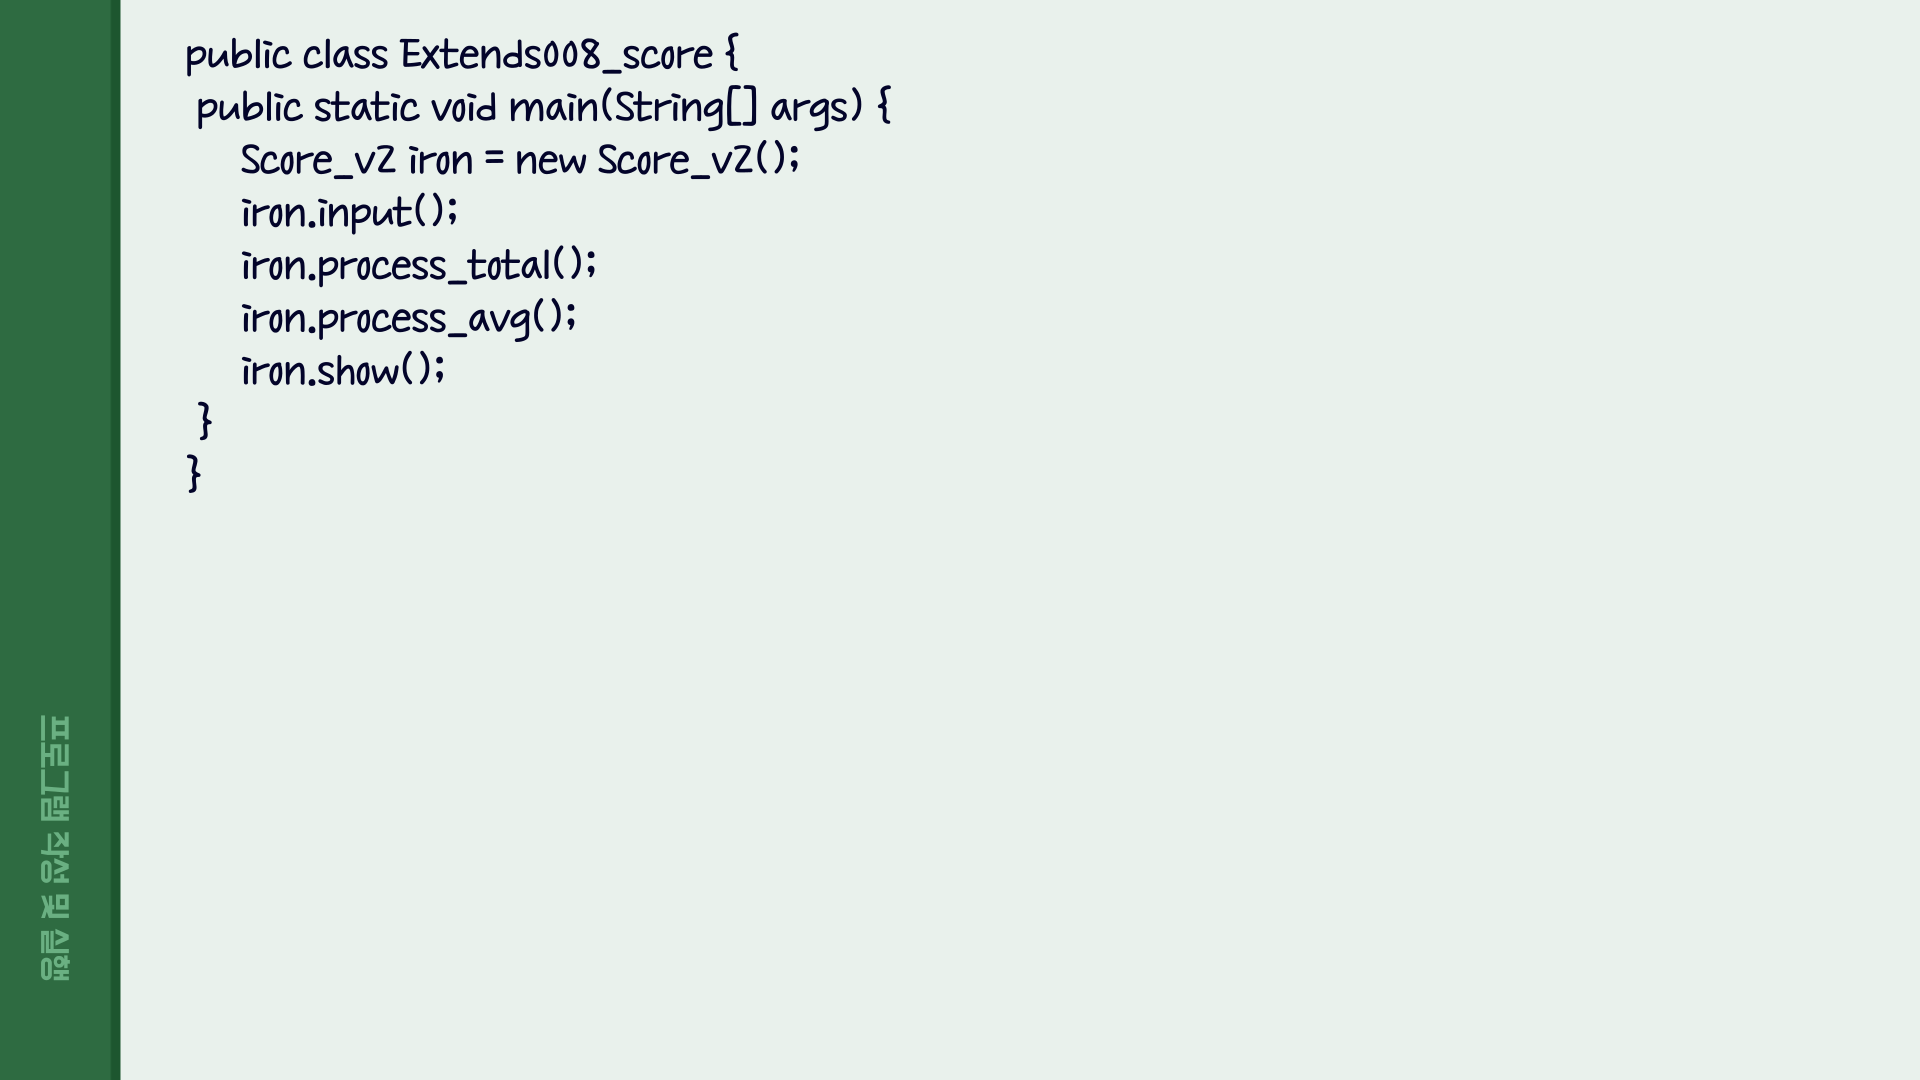 public class Extends008_score {
 public static void main(String[] args) {
     Score_v2 iron = new Score_v2();
     iron.input();
     iron.process_total();
     iron.process_avg();
     iron.show();
 }
}
프로그램 작성 및 실행